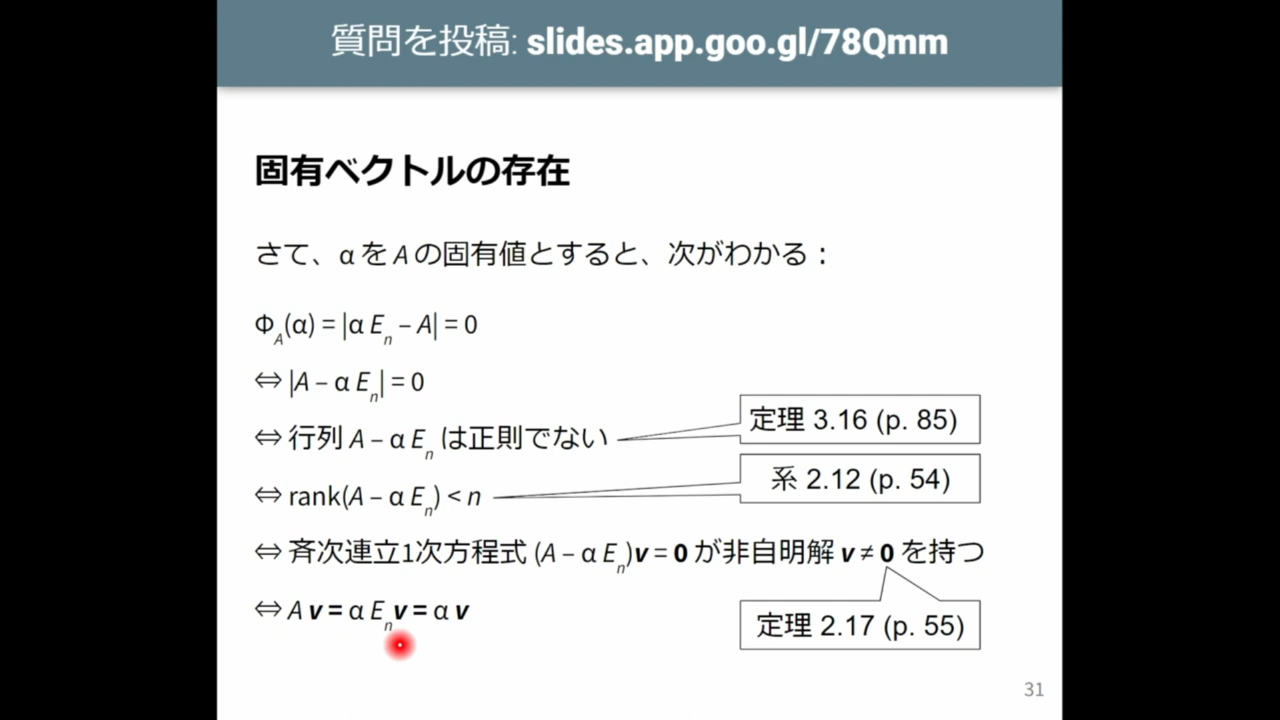 質問を投稿: slides.app.goo.gl/78Qmm
固有ベクトルの存在
さて、α を A の固有値とすると、次がわかる：
Φ_A(α) = |α E_n – A| = 0
⇔ |A – α E_n| = 0
⇔ 行列 A – α E_n は正則でない
定理 3.16 (p. 85)
⇔ rank(A – α E_n) < n
系 2.12 (p. 54)
⇔ 斉次連立1次方程式 (A – α E_n)v = 0 が非自明解 v ≠ 0 を持つ
定理 2.17 (p. 55)
⇔ A v = α E_n v = α v
31